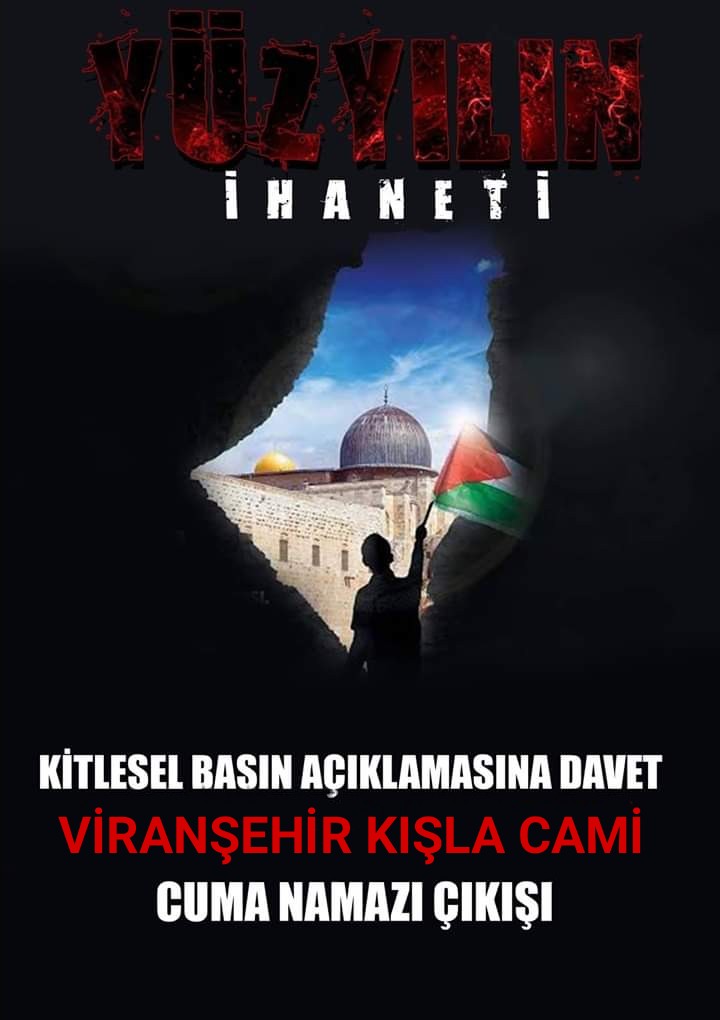 YÜZYILIN
İHANETİ
KİTLESEL BASIN AÇIKLAMASINA DAVET
VİRANŞEHİR KIŞLA CAMİ
CUMA NAMAZI ÇIKIŞI